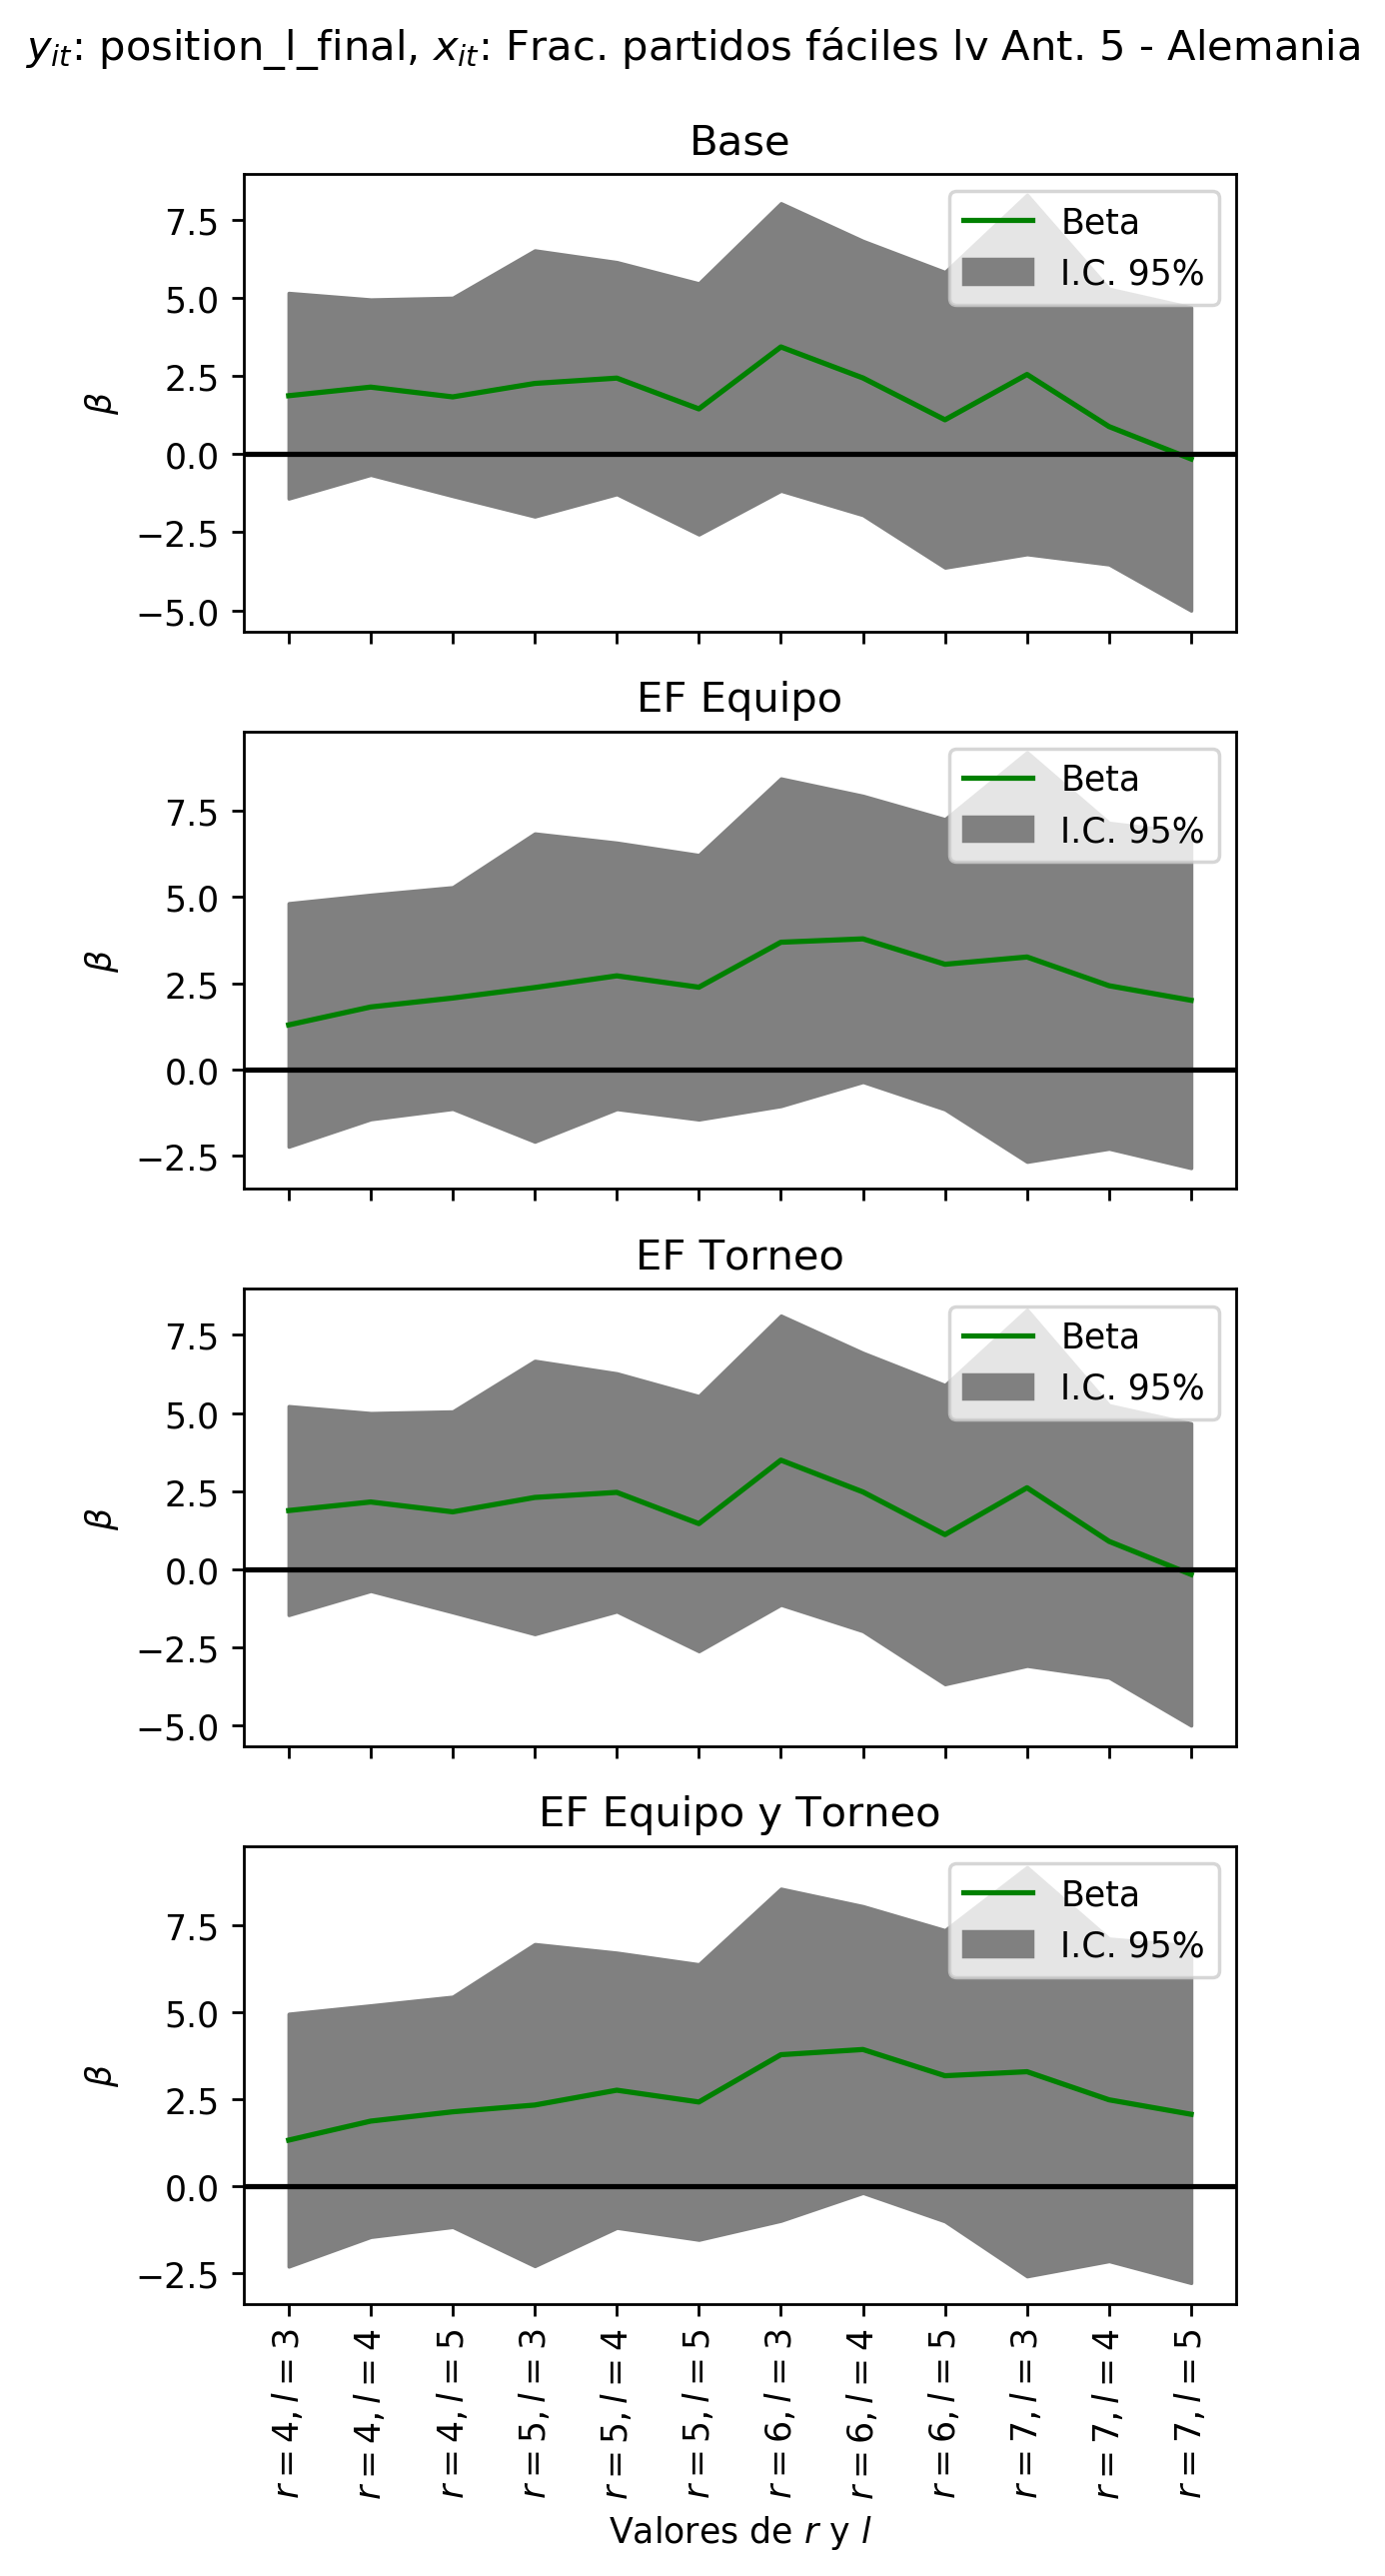 y_it: position_l_final, x_it: Frac. partidos fáciles lv Ant. 5 - Alemania
Base
7.5
5.0
2.5
0.0
−2.5
−5.0
β
Beta
I.C. 95%
EF Equipo
7.5
5.0
2.5
0.0
−2.5
β
Beta
I.C. 95%
EF Torneo
7.5
5.0
2.5
0.0
−2.5
−5.0
β
Beta
I.C. 95%
EF Equipo y Torneo
7.5
5.0
2.5
0.0
−2.5
β
Beta
I.C. 95%
r = 4, l = 3
r = 4, l = 4
r = 4, l = 5
r = 5, l = 3
r = 5, l = 4
r = 5, l = 5
r = 6, l = 3
r = 6, l = 4
r = 6, l = 5
r = 7, l = 3
r = 7, l = 4
r = 7, l = 5
Valores de r y l